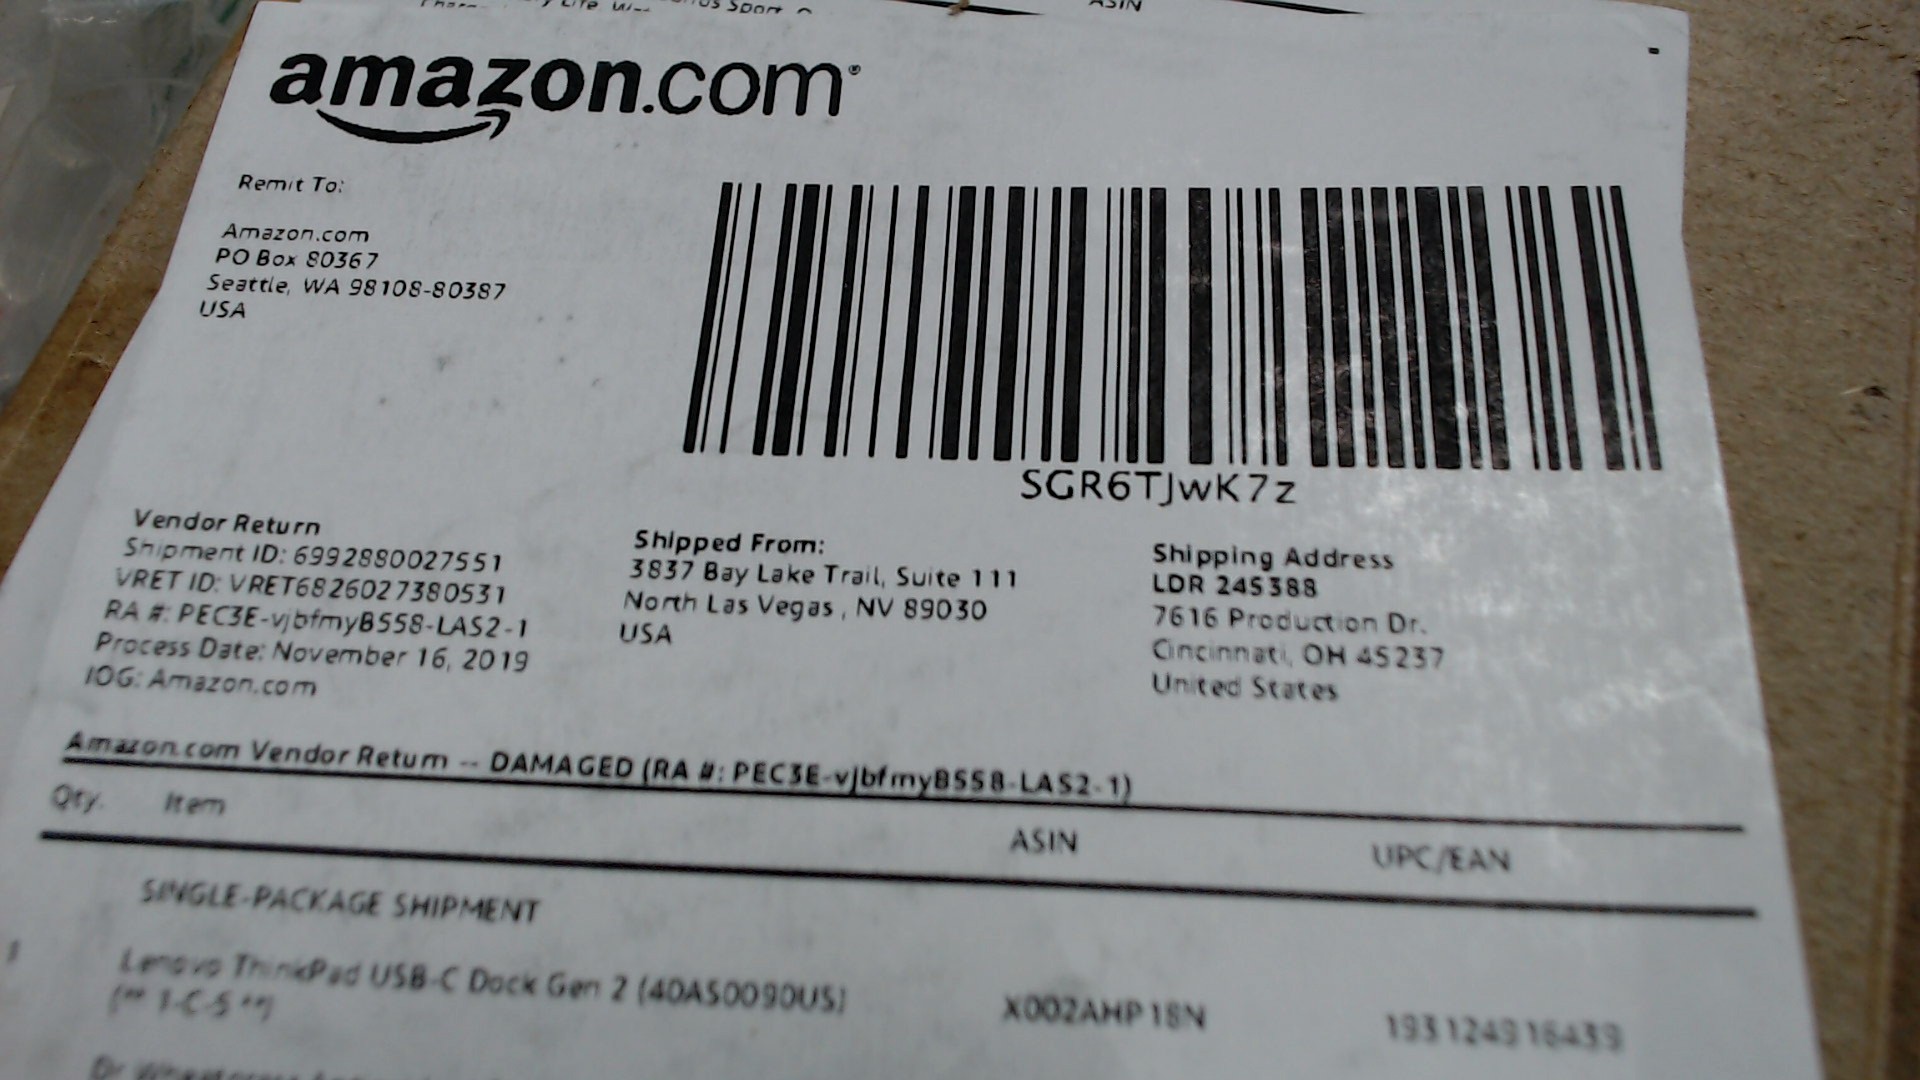 ASIN
amazon.com
Remit To:
Amazon.com
PO Box 80367
Seattle, WA 98108-80387
USA
SGR6TJwK7z
Vendor Return
Shipment ID: 6992880027551
VRET ID: VRET6826027380531
RA #: PEC3E-vjbfmyB558-LAS2-1
Process Date: November 16, 2019
IOG: Amazon.com
Shipped From:
3837 Bay Lake Trail, Suite 111
North Las Vegas , NV 89030
USA
Shipping Address
LDR 245388
7616 Production Dr.
Cincinnati, OH 45237
United States
Amazon.com Vendor Return -- DAMAGED (RA #: PEC3E-vjbfmyB558-LAS2-1)
Qty. Item ASIN UPC/EAN
SINGLE-PACKAGE SHIPMENT
Lenovo ThinkPad USB-C Dock Gen 2 (40AS0090US) X002AHP18N 193124916439
(** 1-C-5 **)